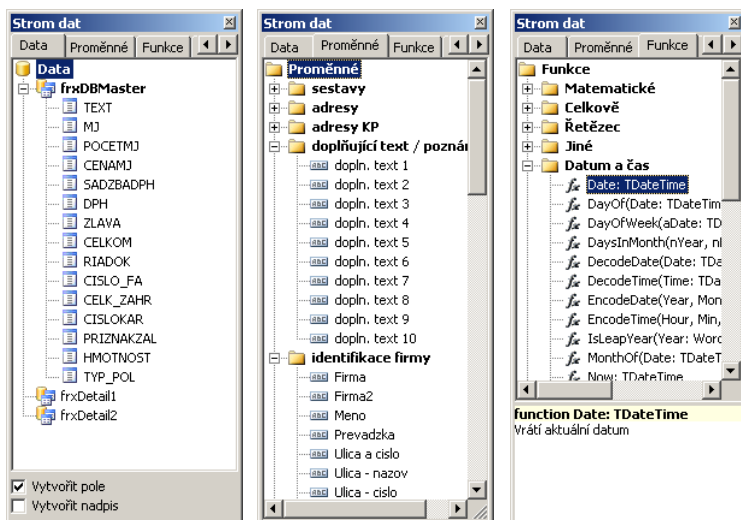 Strom dat
Data Proměnné Funkce
Data
frxDBMaster
TEXT
MJ
POCETMJ
CENAMJ
SADZBADPH
DPH
ZLAVA
CELKOM
RIADOK
CISLO_FA
CELK_ZAHR
CISLOKAR
PRIZNAKZAL
HMOTNOST
TYP_POL
frxDetail1
frxDetail2
Vytvořit pole
Vytvořit nadpis
Strom dat
Data Proměnné Funkce
Proměnné
sestavy
adresy
adresy KP
doplňující text / poznár
dopln. text 1
dopln. text 2
dopln. text 3
dopln. text 4
dopln. text 5
dopln. text 6
dopln. text 7
dopln. text 8
dopln. text 9
dopln. text 10
identifikace firmy
Firma
Firma2
Meno
Prevadzka
Ulica a cislo
Ulica - nazov
Ulica - cislo
Strom dat
Data Proměnné Funkce
Funkce
Matematické
Celkově
Řetězec
Jiné
Datum a čas
Date: TDateTime
DayOf(Date: TDateTim
DayOfWeek(aDate: TD
DaysInMonth(nYear, nl
DecodeDate(Date: TDa
DecodeTime(Time: TDa
EncodeDate(Year, Mon
EncodeTime(Hour, Min,
IsLeapYear(Year: Word
MonthOf(Date: TDateT
Now: TDateTime
function Date: TDateTime
Vrátí aktuální datum